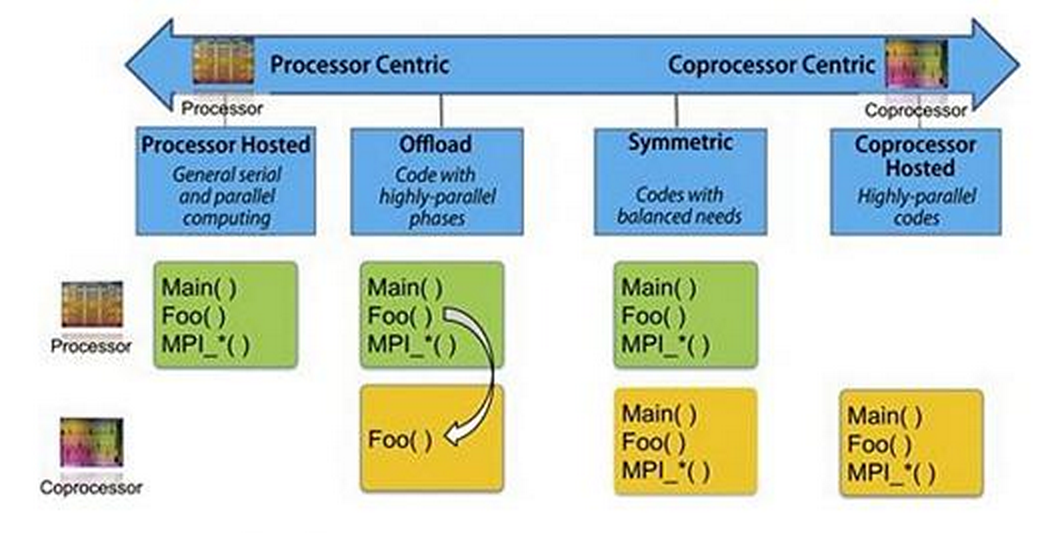 Processor Centric
Coprocessor Centric
Processor
Coprocessor
Processor Hosted
General serial
and parallel
computing
Offload
Code with
highly-parallel
phases
Symmetric
Codes with
balanced needs
Coprocessor
Hosted
Highly-parallel
codes
Processor
Main( )
Foo( )
MPI_*( )
Main( )
Foo( )
MPI_*( )
Main( )
Foo( )
MPI_*( )
Coprocessor
Foo( )
Main( )
Foo( )
MPI_*( )
Main( )
Foo( )
MPI_*( )